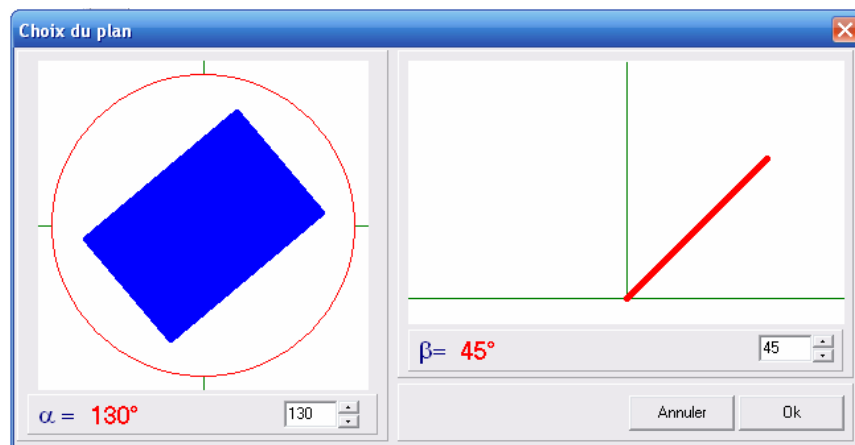 Choix du plan
α = 130°
130
β= 45°
45
Annuler
Ok